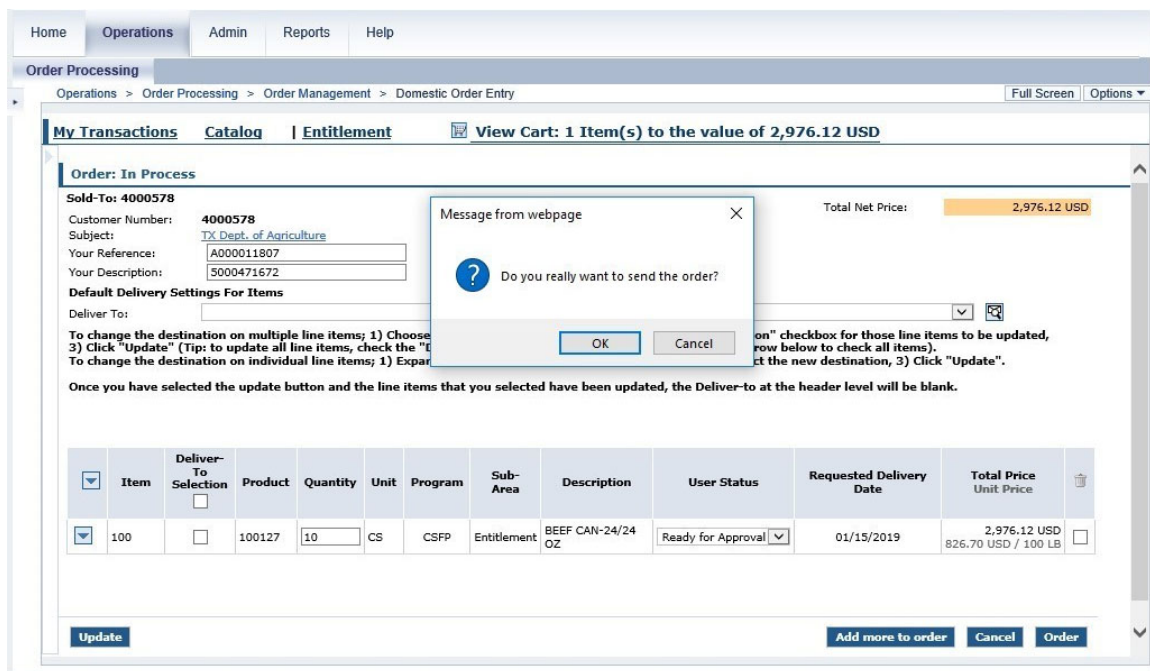 Home Operations Admin Reports Help
Order Processing
Operations > Order Processing > Order Management > Domestic Order Entry Full Screen Options
My Transactions Catalog | Entitlement View Cart: 1 Item(s) to the value of 2,976.12 USD
Order: In Process
Sold-To: 4000578
Customer Number: 4000578
Subject: TX Dept. of Agriculture
Your Reference: A000011807
Your Description: 5000471672
Total Net Price: 2,976.12 USD
Default Delivery Settings For Items
Deliver To:
Message from webpage
Do you really want to send the order?
OK Cancel
To change the destination on multiple line items; 1) Choose on" checkbox for those line items to be updated,
3) Click "Update" (Tip: to update all line items, check the row below to check all items).
To change the destination on individual line items; 1) the new destination, 3) Click "Update".
Once you have selected the update button and the line items that you selected have been updated, the Deliver-to at the header level will be blank.
Item Deliver-To Selection Product Quantity Unit Program Sub-Area Description User Status Requested Delivery Date Total Price Unit Price
100 100127 10 CS CSFP Entitlement BEEF CAN-24/24 OZ Ready for Approval 01/15/2019 2,976.12 USD
826.70 USD / 100 LB
Update Add more to order Cancel Order